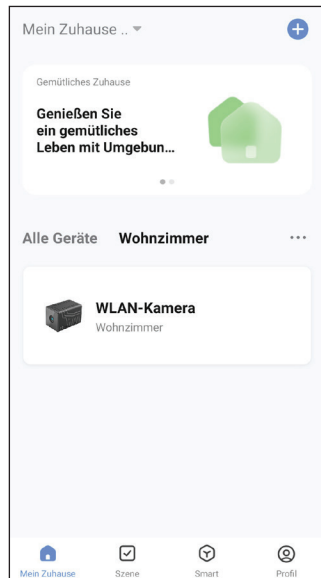 Mein Zuhause ..
Gemütliches Zuhause
Genießen Sie
ein gemütliches
Leben mit Umgebun...
Alle Geräte Wohnzimmer
WLAN-Kamera
Wohnzimmer
Mein Zuhause Szene Smart Profil